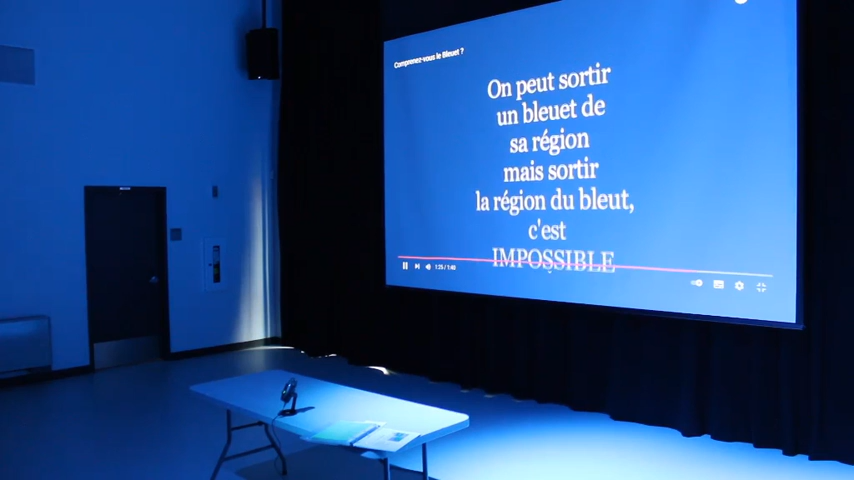 Comprenez-vous le Bleuet ?
On peut sortir
un bleuet de
sa région
mais sortir
la région du bleut,
c'est
IMPOSSIBLE
1:25 / 1:40